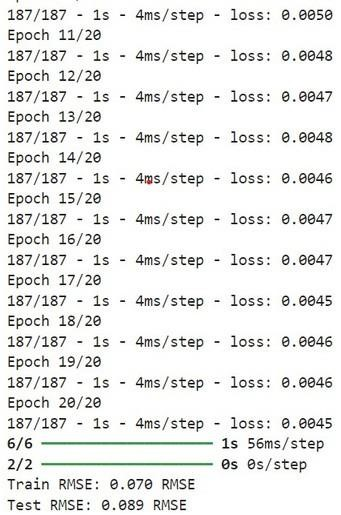 187/187 - 1s - 4ms/step - loss: 0.0050
Epoch 11/20
187/187 - 1s - 4ms/step - loss: 0.0048
Epoch 12/20
187/187 - 1s - 4ms/step - loss: 0.0047
Epoch 13/20
187/187 - 1s - 4ms/step - loss: 0.0048
Epoch 14/20
187/187 - 1s - 4ms/step - loss: 0.0046
Epoch 15/20
187/187 - 1s - 4ms/step - loss: 0.0047
Epoch 16/20
187/187 - 1s - 4ms/step - loss: 0.0047
Epoch 17/20
187/187 - 1s - 4ms/step - loss: 0.0045
Epoch 18/20
187/187 - 1s - 4ms/step - loss: 0.0046
Epoch 19/20
187/187 - 1s - 4ms/step - loss: 0.0046
Epoch 20/20
187/187 - 1s - 4ms/step - loss: 0.0045
6/6 ━━━━━━━━━━━━━━━━━━━━ 1s 56ms/step
2/2 ━━━━━━━━━━━━━━━━━━━━ 0s 0s/step
Train RMSE: 0.070 RMSE
Test RMSE: 0.089 RMSE